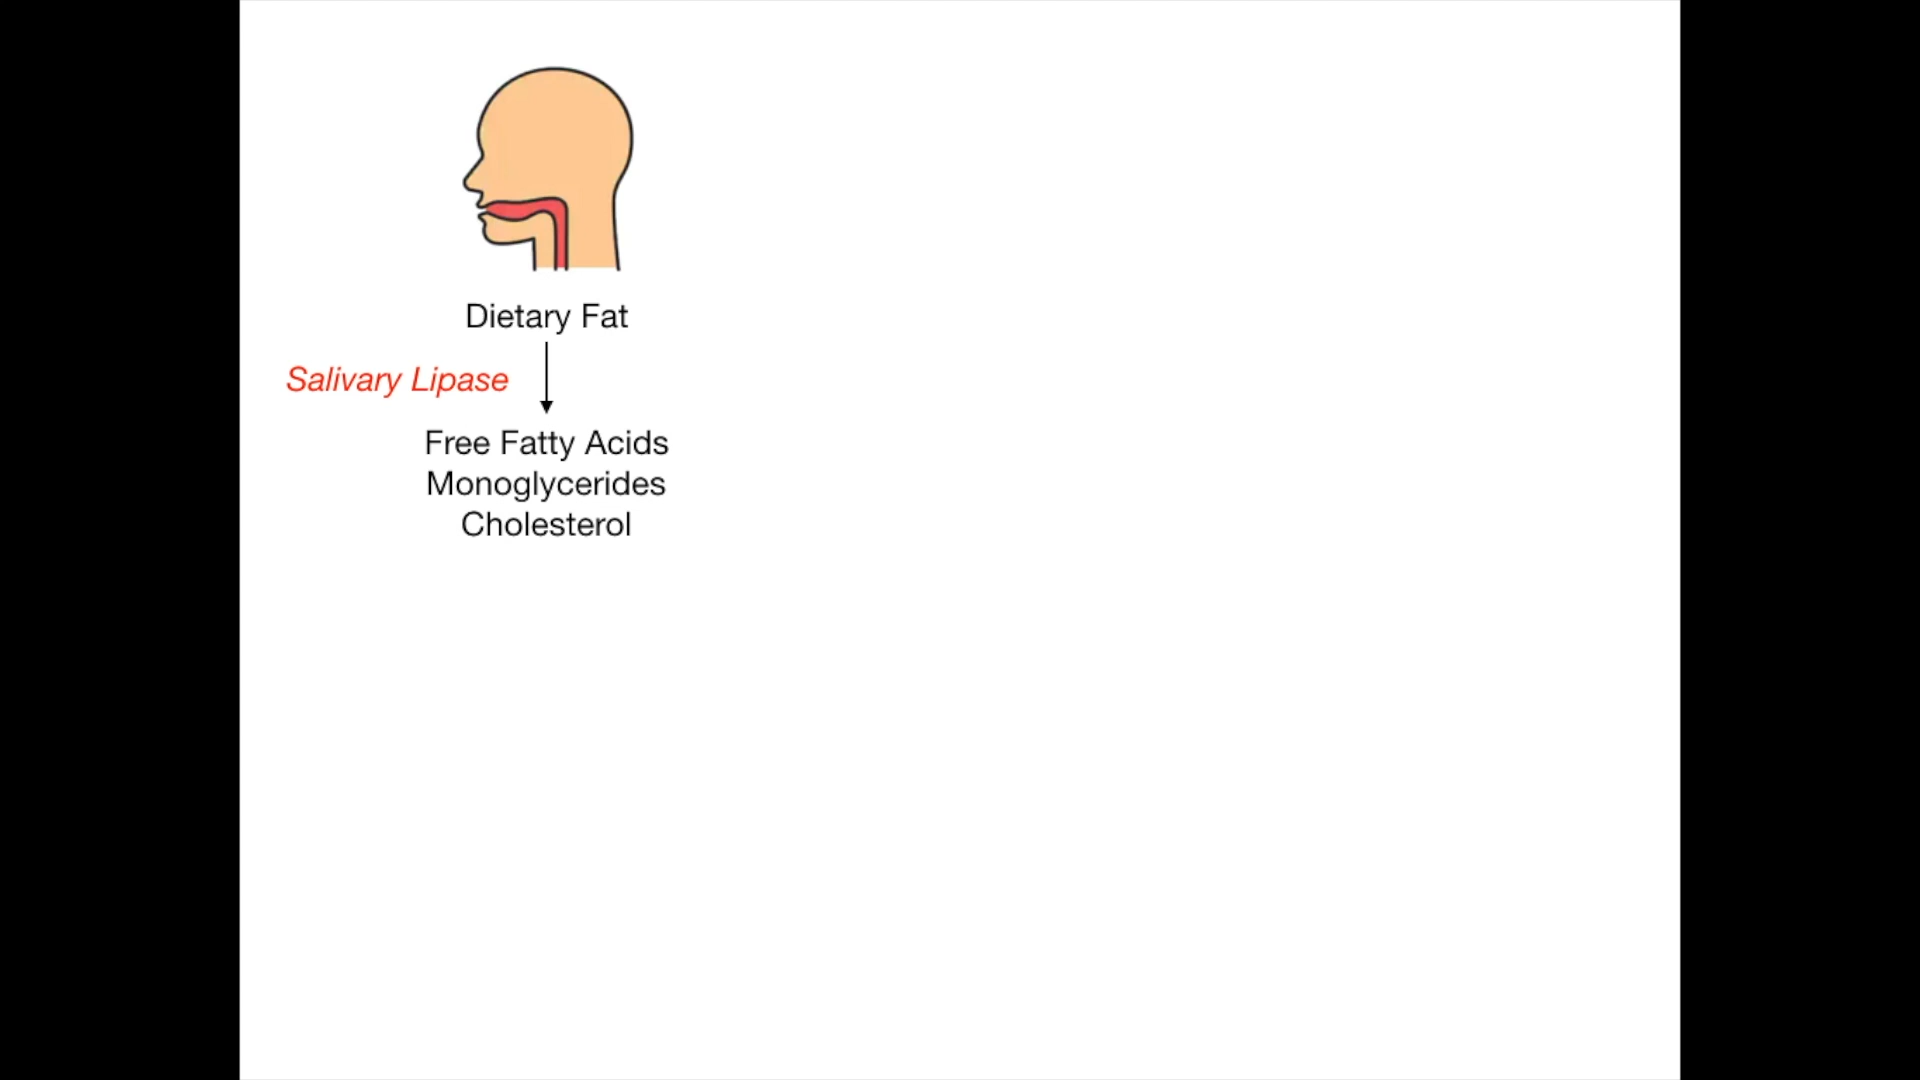 Dietary Fat
Salivary Lipase
Free Fatty Acids
Monoglycerides
Cholesterol